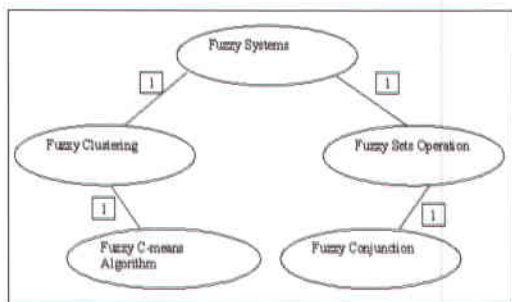 Fuzzy Systems
1
1
Fuzzy Clustering
Fuzzy Sets Operation
1
1
Fuzzy C-means
Algorithm
Fuzzy Conjunction